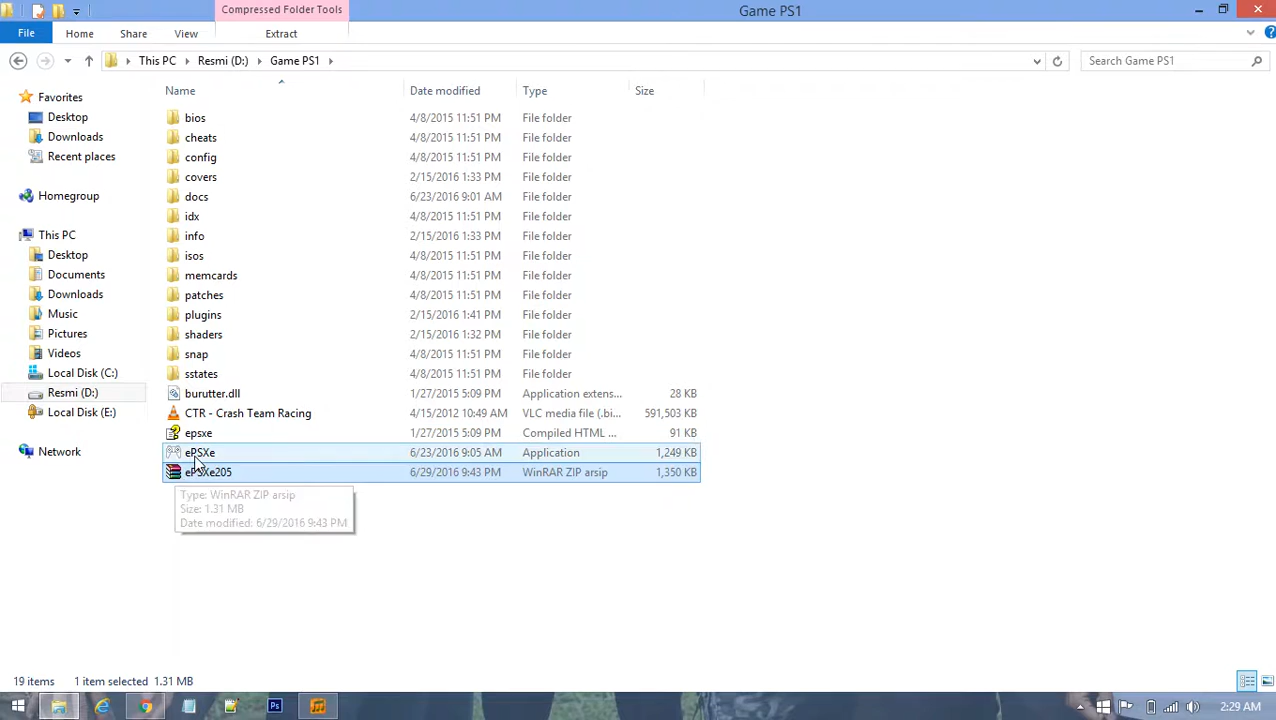 Compressed Folder Tools
Game PS1
File Home Share View Extract
This PC Resmi (D:) Game PS1
Search Game PS1
Name Date modified Type Size
Favorites
Desktop
Downloads
Recent places
Homegroup
This PC
Desktop
Documents
Downloads
Music
Pictures
Videos
Local Disk (C:)
Resmi (D:)
Local Disk (E:)
Network
bios 4/8/2015 11:51 PM File folder
cheats 4/8/2015 11:51 PM File folder
config 4/8/2015 11:51 PM File folder
covers 2/15/2016 1:33 PM File folder
docs 6/23/2016 9:01 AM File folder
idx 4/8/2015 11:51 PM File folder
info 2/15/2016 1:33 PM File folder
isos 4/8/2015 11:51 PM File folder
memcards 4/8/2015 11:51 PM File folder
patches 4/8/2015 11:51 PM File folder
plugins 2/15/2016 1:41 PM File folder
shaders 2/15/2016 1:32 PM File folder
snap 4/8/2015 11:51 PM File folder
sstates 4/8/2015 11:51 PM File folder
burutter.dll 1/27/2015 5:09 PM Application extens... 28 KB
CTR - Crash Team Racing 4/15/2012 10:49 AM VLC media file (.bi... 591,503 KB
epsxe 1/27/2015 5:09 PM Compiled HTML ... 91 KB
ePSXe 6/23/2016 9:05 AM Application 1,249 KB
ePSXe205 6/29/2016 9:43 PM WinRAR ZIP arsip 1,350 KB
Type: WinRAR ZIP arsip
Size: 1.31 MB
Date modified: 6/29/2016 9:43 PM
19 items 1 item selected 1.31 MB
Ps
2:29 AM